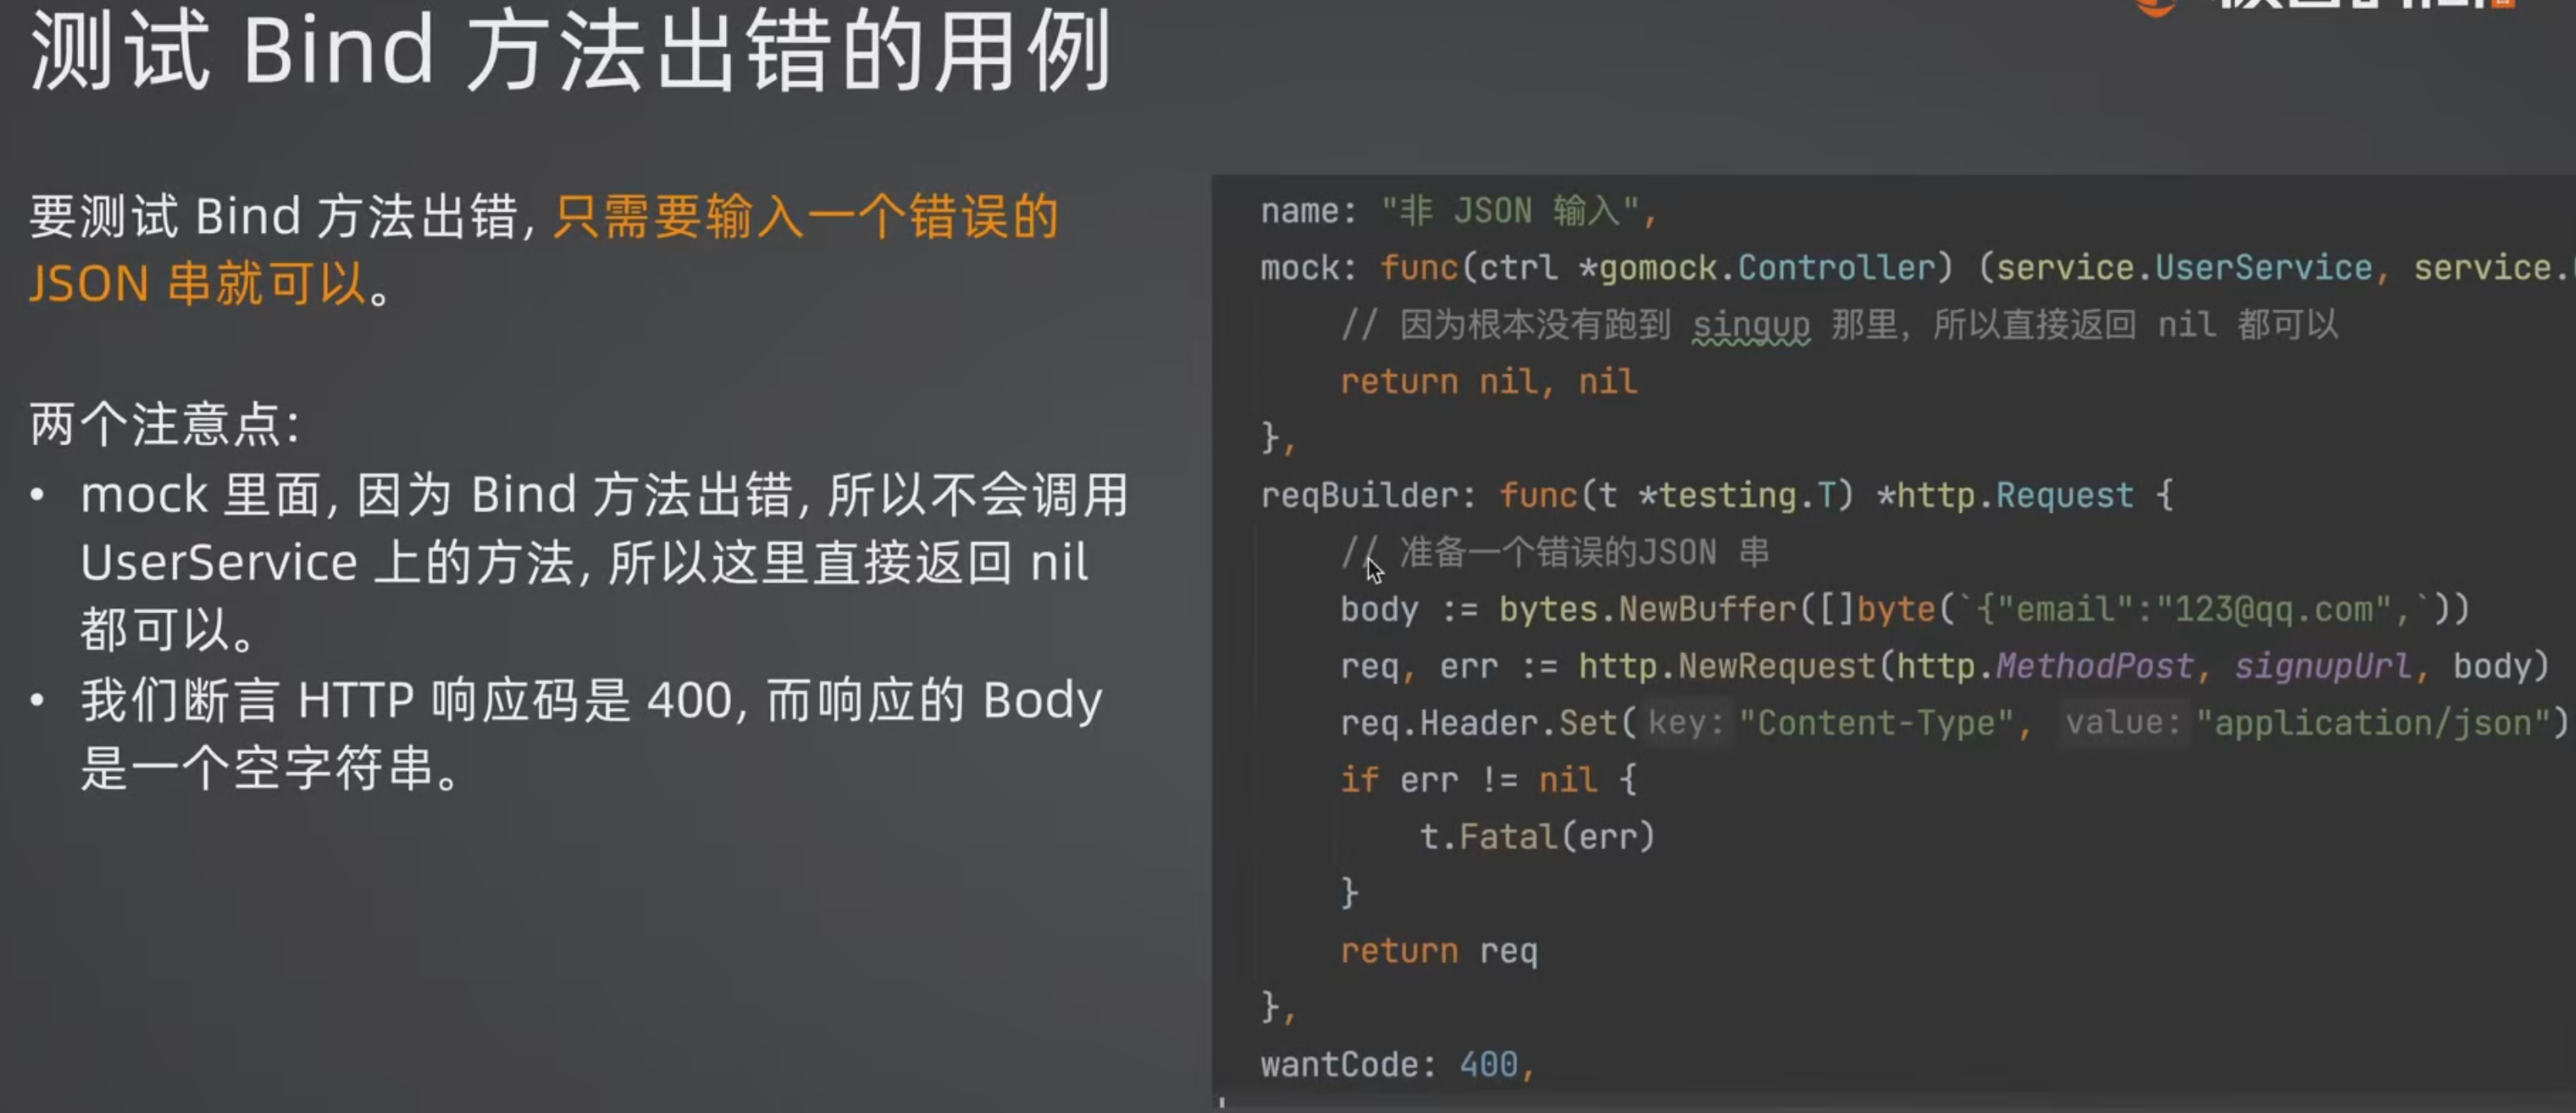 测试 Bind 方法出错的用例
要测试 Bind 方法出错, 只需要输入一个错误的
JSON 串就可以。
两个注意点:
• mock 里面, 因为 Bind 方法出错, 所以不会调用
UserService 上的方法, 所以这里直接返回 nil
都可以。
• 我们断言 HTTP 响应码是 400, 而响应的 Body
是一个空字符串。
name: "非 JSON 输入",
mock: func(ctrl *gomock.Controller) (service.UserService, service.
// 因为根本没有跑到 singup 那里, 所以直接返回 nil 都可以
return nil, nil
},
reqBuilder: func(t *testing.T) *http.Request {
// 准备一个错误的JSON 串
body := bytes.NewBuffer([]byte(`{"email":"123@qq.com",`))
req, err := http.NewRequest(http.MethodPost, signupUrl, body)
req.Header.Set( key: "Content-Type", value: "application/json")
if err != nil {
t.Fatal(err)
}
return req
},
wantCode: 400,